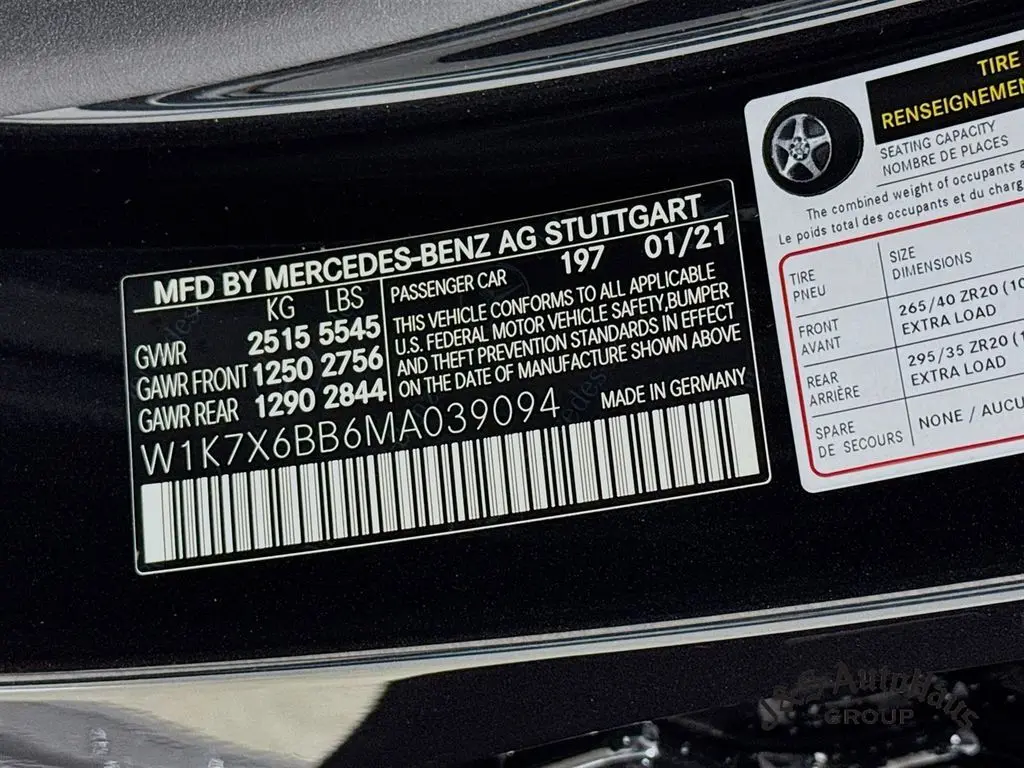 MFD BY MERCEDES-BENZ AG STUTTGART
KG LBS
GVWR 2515 5545
GAWR FRONT 1250 2756
GAWR REAR 1290 2844
PASSENGER CAR 197 01/21
THIS VEHICLE CONFORMS TO ALL APPLICABLE
U.S. FEDERAL MOTOR VEHICLE SAFETY,BUMPER
AND THEFT PREVENTION STANDARDS IN EFFECT
ON THE DATE OF MANUFACTURE SHOWN ABOVE
W1K7X6BB6MA039094
MADE IN GERMANY
TIRE
SEATING CAPACITY
NOMBRE DE PLACES
The combined weight of occupants
Le poids total des occupants et du
TIRE
PNEU
SIZE
DIMENSIONS
FRONT
AVANT
265/40 ZR20
EXTRA LOAD
REAR
ARRIÈRE
295/35 ZR20
EXTRA LOAD
SPARE
DE SECOURS
NONE /
AutoHaus
GROUP